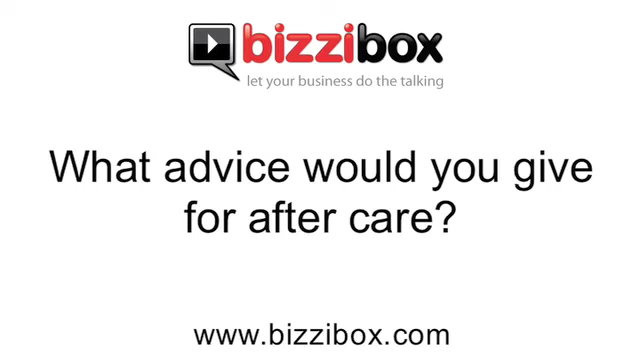 bizzibox
let your business do the talking
What advice would you give
for after care?
www.bizzibox.com